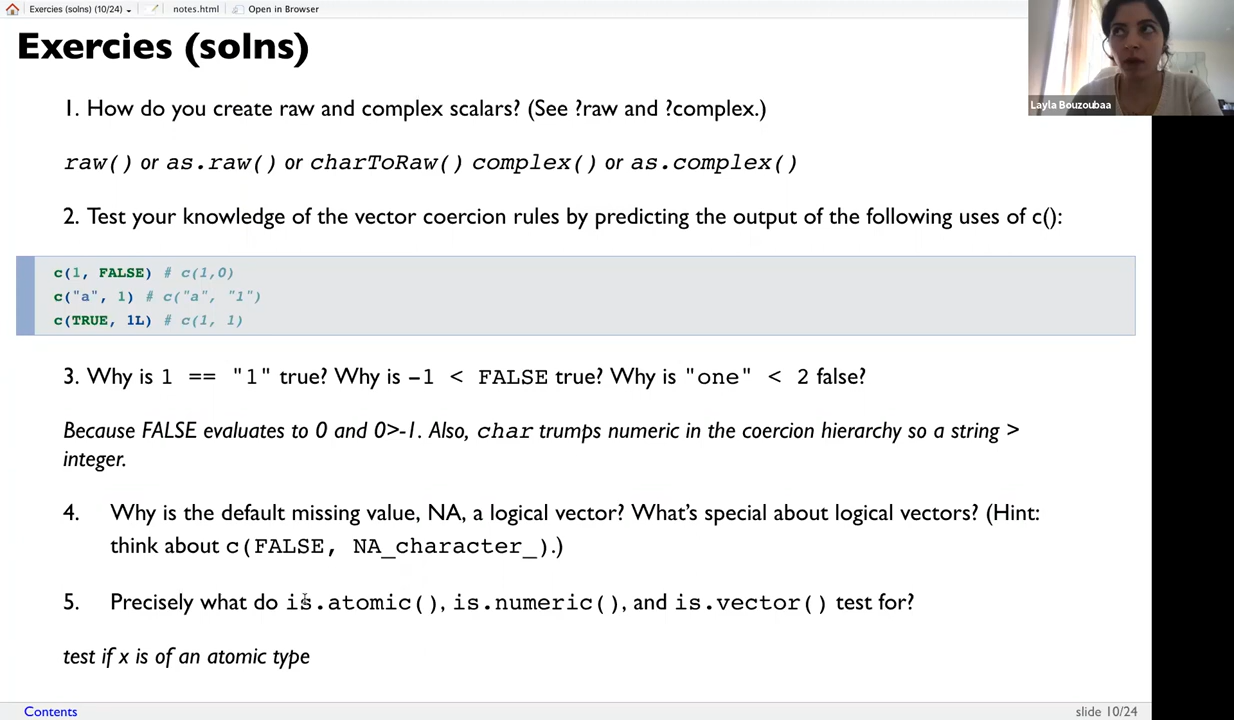 Exercies (solns) (10/24) notes.html Open in Browser
Exercies (solns)
Layla Bouzoubaa
1. How do you create raw and complex scalars? (See ?raw and ?complex.)
raw() or as.raw() or charToRaw() complex() or as.complex()
2. Test your knowledge of the vector coercion rules by predicting the output of the following uses of c():
c(1, FALSE) # c(1,0)
c("a", 1) # c("a", "1")
c(TRUE, 1L) # c(1, 1)
3. Why is 1 == "1" true? Why is -1 < FALSE true? Why is "one" < 2 false?
Because FALSE evaluates to 0 and 0>-1. Also, char trumps numeric in the coercion hierarchy so a string >
integer.
4. Why is the default missing value, NA, a logical vector? What's special about logical vectors? (Hint:
think about c(FALSE, NA_character_).)
5. Precisely what do is.atomic(), is.numeric(), and is.vector() test for?
test if x is of an atomic type
Contents slide 10/24